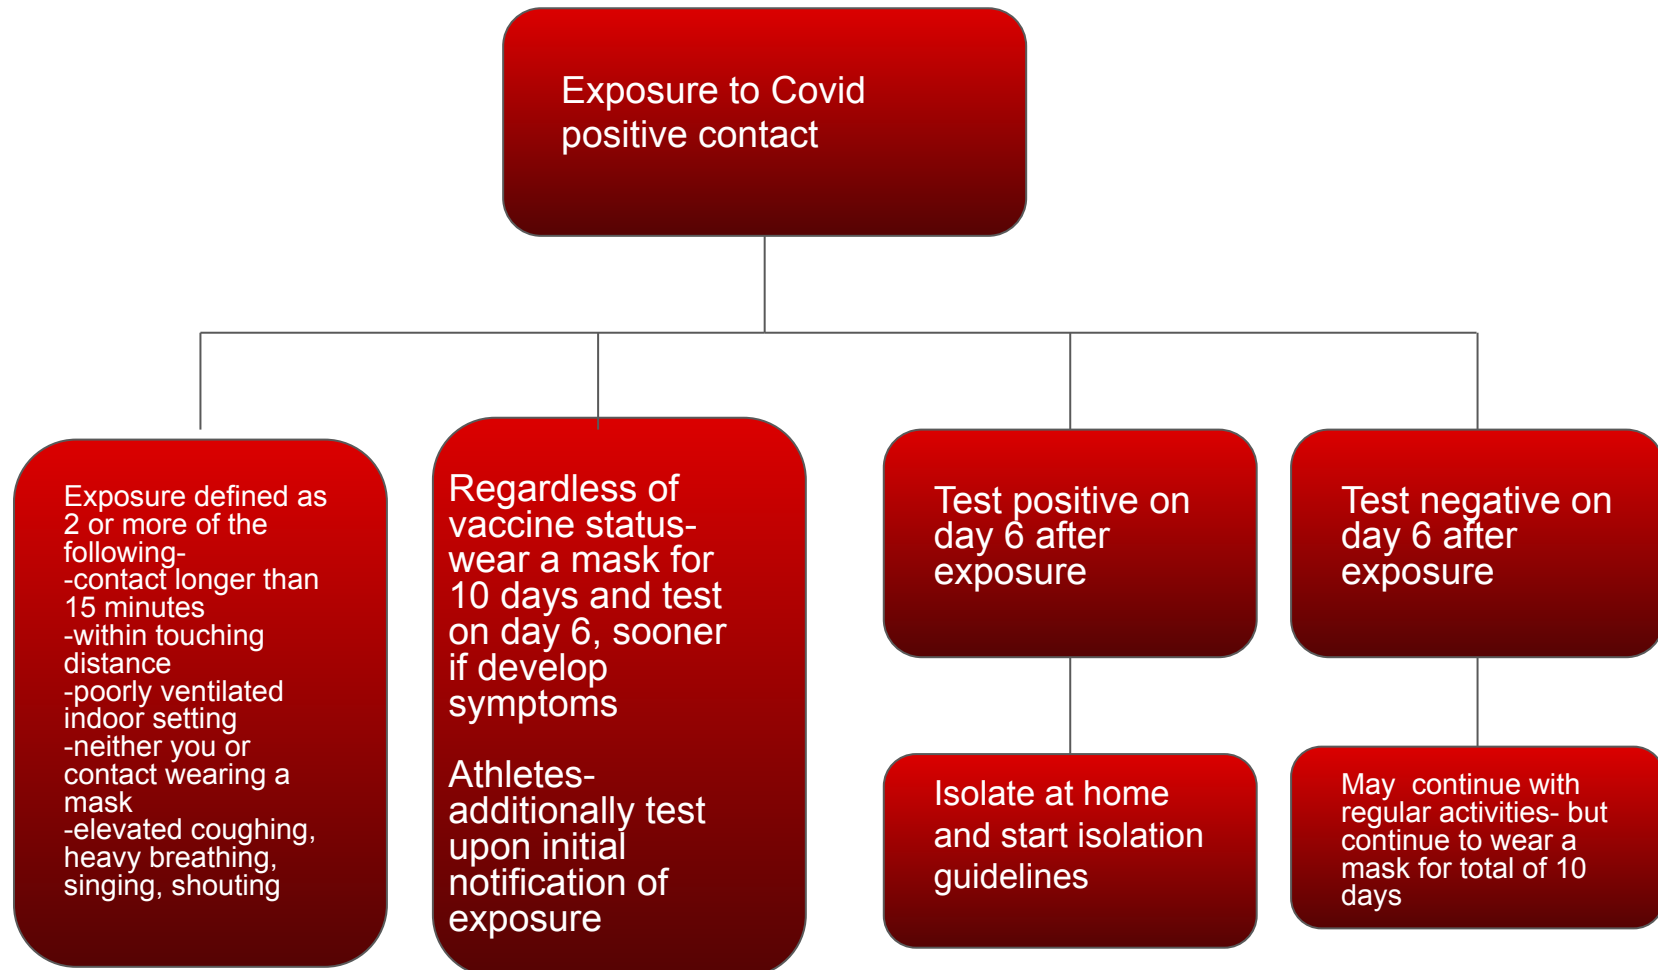 Exposure to Covid
positive contact
Exposure defined as
2 or more of the
following-
-contact longer than
15 minutes
-within touching
distance
-poorly ventilated
indoor setting
-neither you or
contact wearing a
mask
-elevated coughing,
heavy breathing,
singing, shouting
Regardless of
vaccine status-
wear a mask for
10 days and test
on day 6, sooner
if develop
symptoms
Athletes-
additionally test
upon initial
notification of
exposure
Test positive on
day 6 after
exposure
Isolate at home
and start isolation
guidelines
Test negative on
day 6 after
exposure
May  continue with
regular activities- but
continue to wear a
mask for total of 10
days